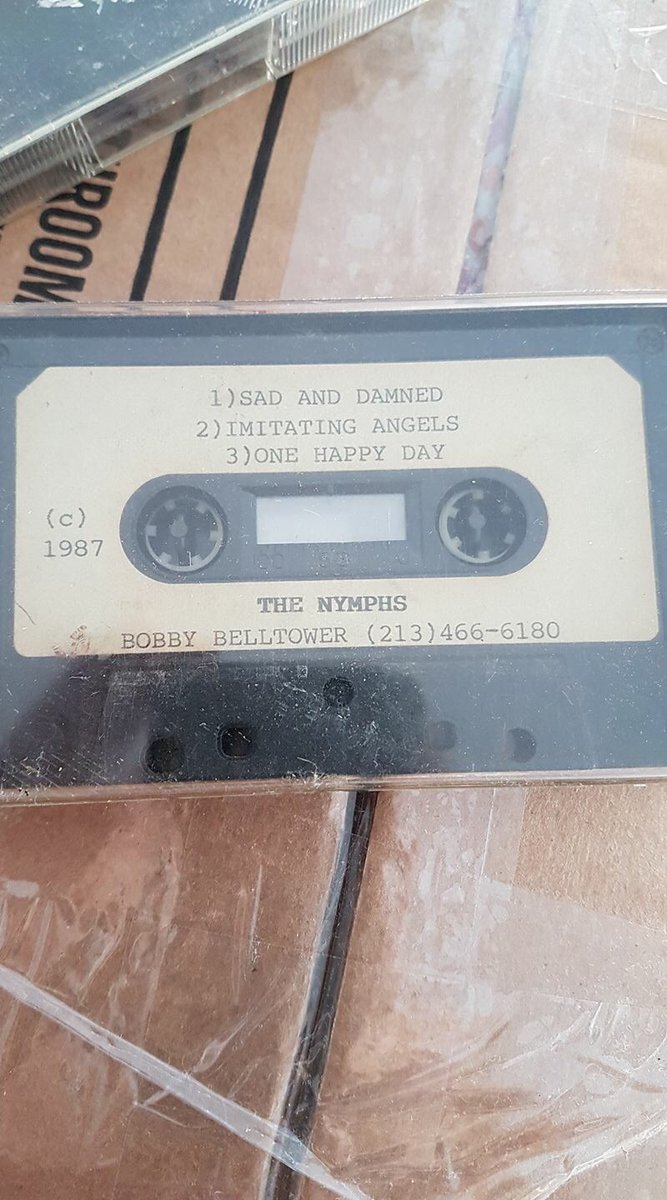 ROOM
1)SAD AND DAMNED
2)IMITATING ANGELS
3)ONE HAPPY DAY
(c)
1987
THE NYMPHS
BOBBY BELLTOWER (213)466-6180